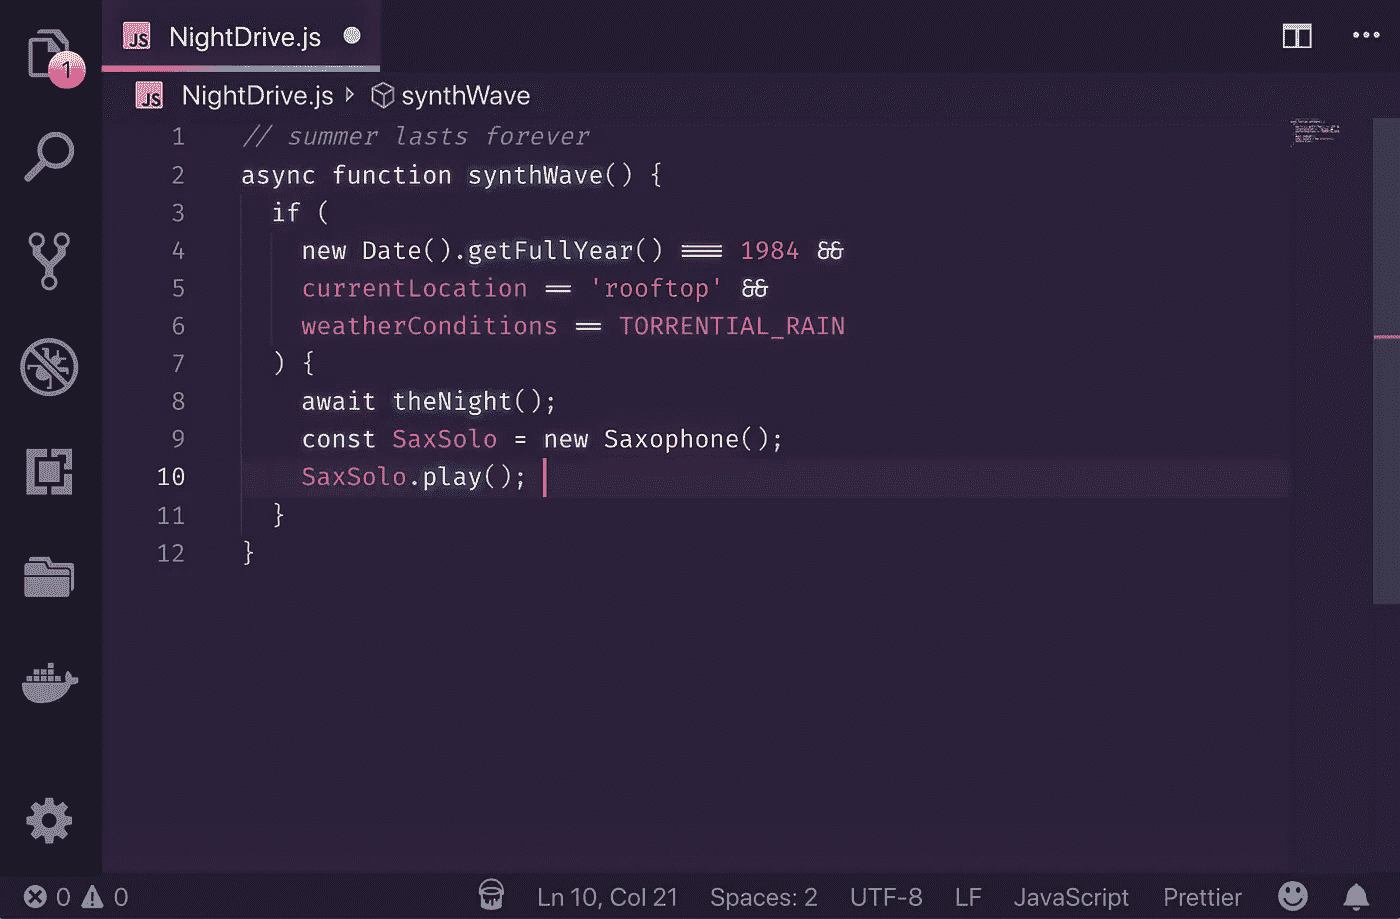 JS NightDrive.js
1
JS NightDrive.js synthWave
1 // summer lasts forever
2 async function synthWave() {
3 if (
4 new Date().getFullYear() === 1984 &&
5 currentLocation == 'rooftop' &&
6 weatherConditions == TORRENTIAL_RAIN
7 ) {
8 await theNight();
9 const SaxSolo = new Saxophone();
10 SaxSolo.play();
11 }
12 }
0 0 Ln 10, Col 21 Spaces: 2 UTF-8 LF JavaScript Prettier